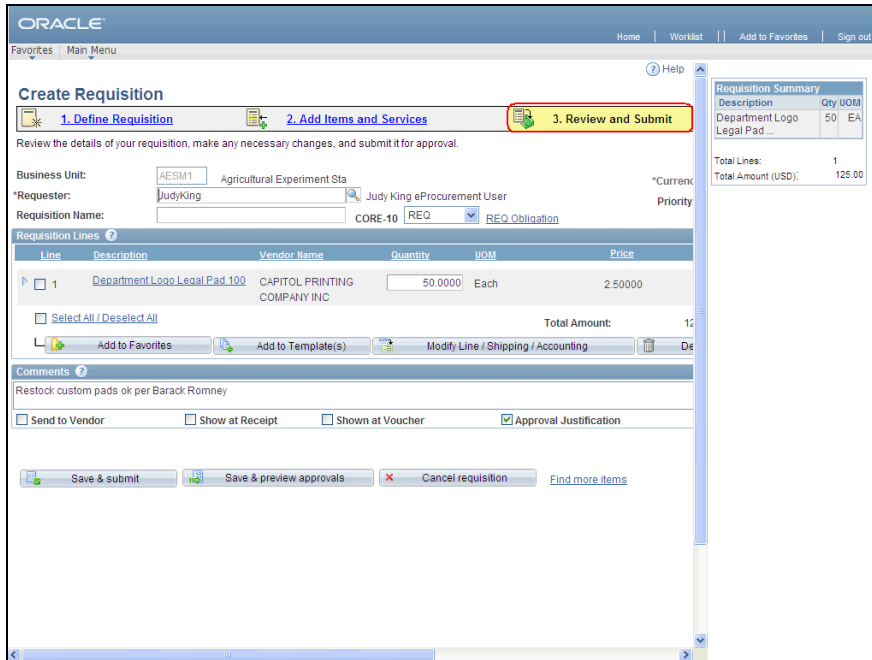 ORACLE
Home | Worklist || Add to Favorites | Sign out
Favorites | Main Menu
? Help
Create Requisition
1. Define Requisition
2. Add Items and Services
3. Review and Submit
Review the details of your requisition, make any necessary changes, and submit it for approval.
Business Unit: AESM1 Agricultural Experiment Sta *Currenc
*Requester: JudyKing Judy King eProcurement User Priority
Requisition Name: CORE-10 REQ REQ Obligation
Requisition Lines ?
Line Description Vendor Name Quantity UOM Price
1 Department Logo Legal Pad 100 CAPITOL PRINTING COMPANY INC 50.0000 Each 2.50000
Select All / Deselect All Total Amount: 12
Add to Favorites Add to Template(s) Modify Line / Shipping / Accounting De
Comments ?
Restock custom pads ok per Barack Romney
Send to Vendor Show at Receipt Shown at Voucher Approval Justification
Save & submit Save & preview approvals Cancel requisition Find more items
Requisition Summary
Description Qty UOM
Department Logo Legal Pad ... 50 EA
Total Lines: 1
Total Amount (USD): 125.00